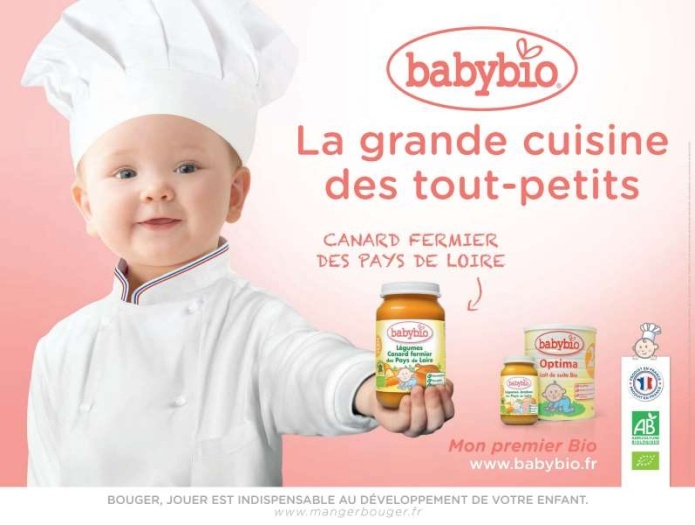 babybio
La grande cuisine
des tout-petits
CANARD FERMIER
DES PAYS DE LOIRE
babybio
Légumes
Canard fermier
des Pays de Loire
babybio
Optima
babybio
Mon premier Bio
www.babybio.fr
AB
AGRICULTURE
BIOLOGIQUE
BOUGER, JOUER EST INDISPENSABLE AU DÉVELOPPEMENT DE VOTRE ENFANT.
www.mangerbouger.fr